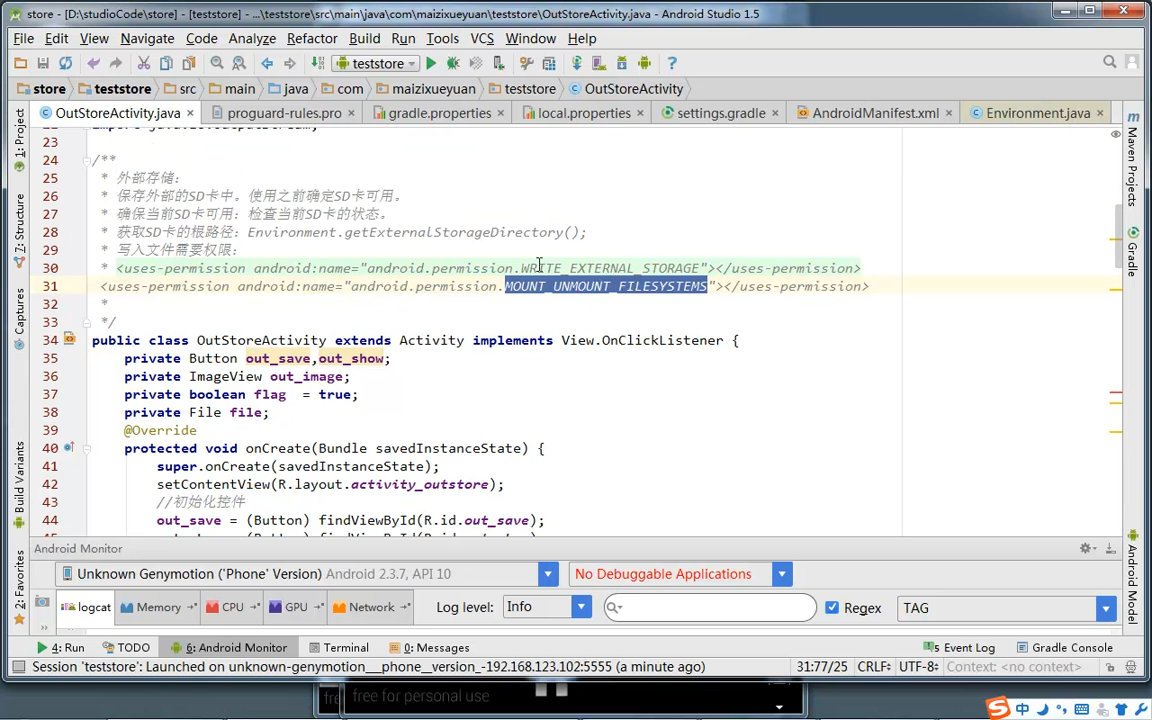 store - [D:\studioCode\store] - [teststore] - ...\teststore\src\main\java\com\maizixueyuan\teststore\OutStoreActivity.java - Android Studio 1.5
File Edit View Navigate Code Analyze Refactor Build Run Tools VCS Window Help
teststore
store teststore src main java com maizixueyuan teststore OutStoreActivity
OutStoreActivity.java proguard-rules.pro gradle.properties local.properties settings.gradle AndroidManifest.xml Environment.java
23
24 /**
25 * 外部存储：
26 * 保存外部的SD卡中。使用之前确定SD卡可用。
27 * 确保当前SD卡可用：检查当前SD卡的状态。
28 * 获取SD卡的根路径：Environment.getExternalStorageDirectory();
29 * 写入文件需要权限：
30 * <uses-permission android:name="android.permission.WRITE_EXTERNAL_STORAGE"></uses-permission>
31 <uses-permission android:name="android.permission.MOUNT_UNMOUNT_FILESYSTEMS"></uses-permission>
32 *
33 */
34 public class OutStoreActivity extends Activity implements View.OnClickListener {
35 private Button out_save,out_show;
36 private ImageView out_image;
37 private boolean flag = true;
38 private File file;
39 @Override
40 protected void onCreate(Bundle savedInstanceState) {
41 super.onCreate(savedInstanceState);
42 setContentView(R.layout.activity_outstore);
43 //初始化控件
44 out_save = (Button) findViewById(R.id.out_save);
1: Project
7: Structure
Captures
Build Variants
2: Favorites
Maven Projects
Gradle
Android Model
Android Monitor
Unknown Genymotion ('Phone' Version) Android 2.3.7, API 10 No Debuggable Applications
logcat Memory CPU GPU Network Log level: Info Regex TAG
4: Run TODO 6: Android Monitor Terminal 0: Messages Event Log Gradle Console
Session 'teststore': Launched on unknown-genymotion__phone_version_-192.168.123.102:5555 (a minute ago) 31:77/25 CRLF UTF-8 Context: <no context>
free for personal use
中